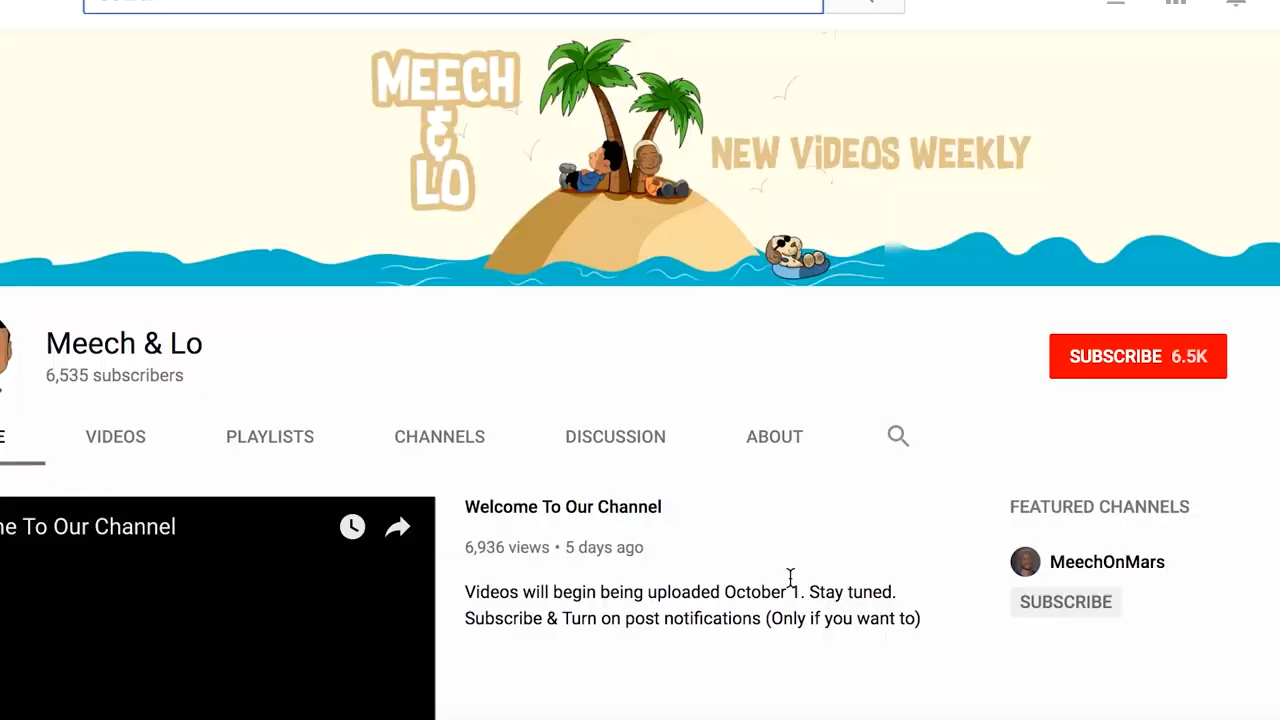 MEECH
&
LO
NEW ViDEOS WEEKLY
Meech & Lo
6,535 subscribers
SUBSCRIBE 6.5K
VIDEOS PLAYLISTS CHANNELS DISCUSSION ABOUT
To Our Channel
Welcome To Our Channel
6,936 views • 5 days ago
Videos will begin being uploaded October 1. Stay tuned.
Subscribe & Turn on post notifications (Only if you want to)
FEATURED CHANNELS
MeechOnMars
SUBSCRIBE